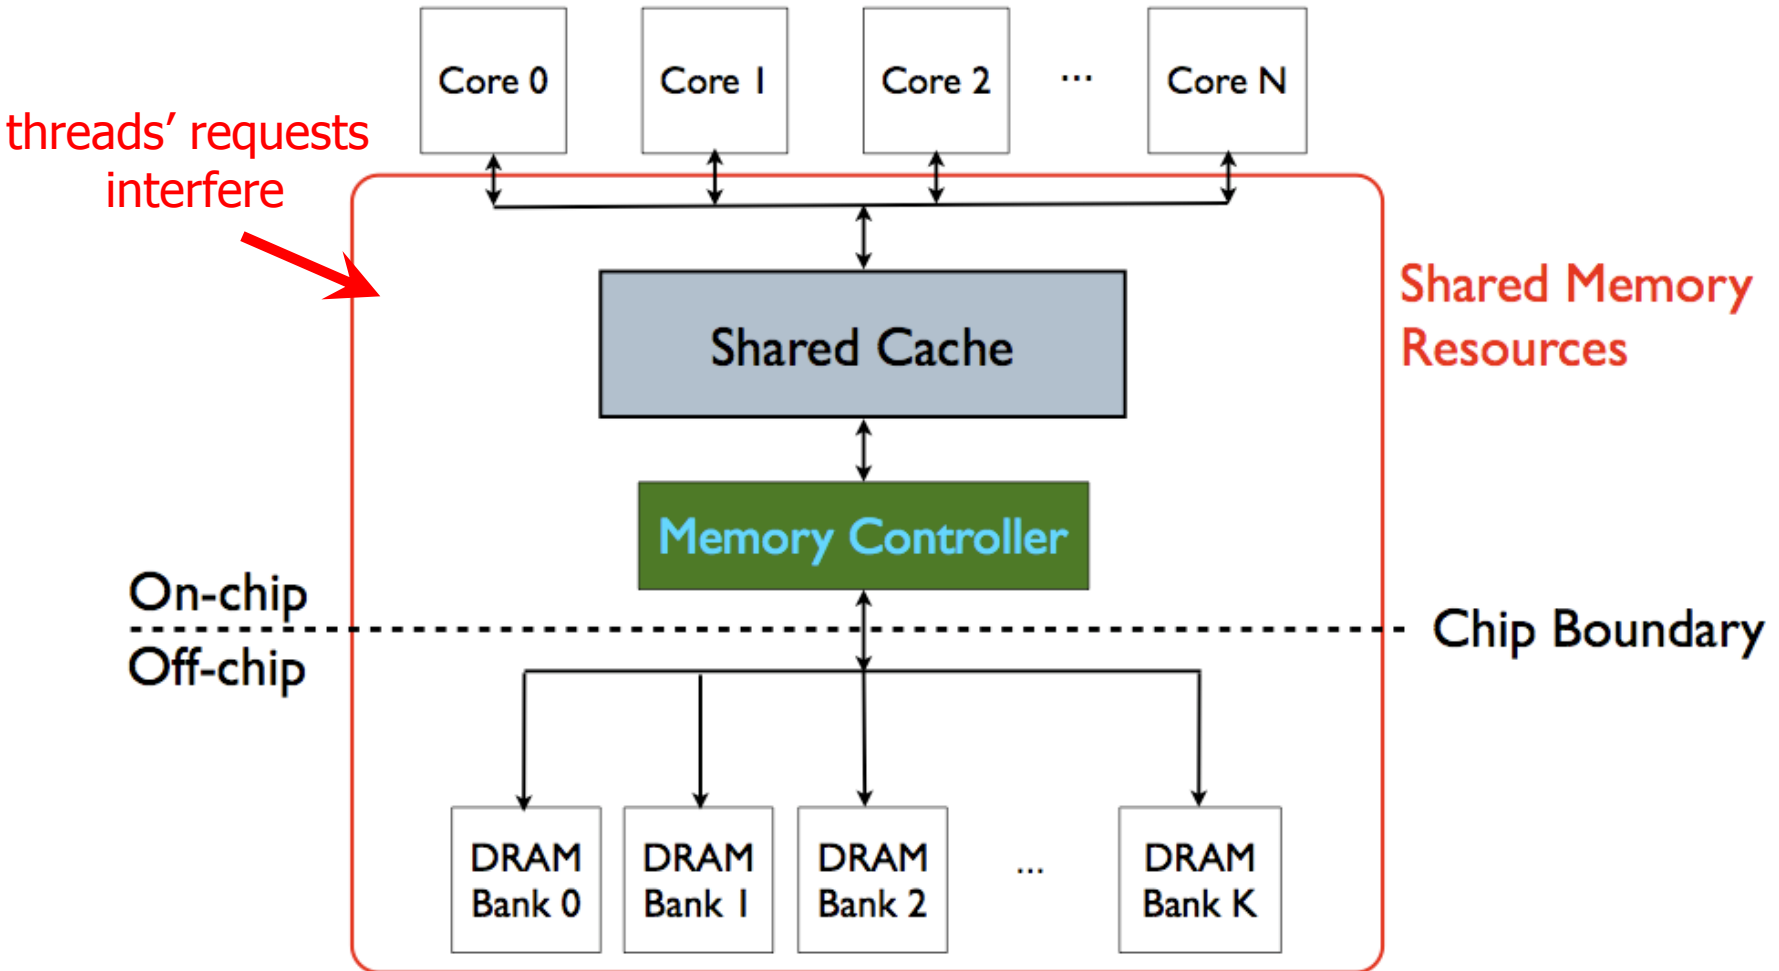 Core 0
Core 1
Core 2
...
Core N
threads’ requests
interfere
Shared Memory
Resources
Shared Cache
Memory Controller
On-chip
Chip Boundary
Off-chip
DRAM
Bank 0
DRAM
Bank 1
DRAM
Bank 2
...
DRAM
Bank K